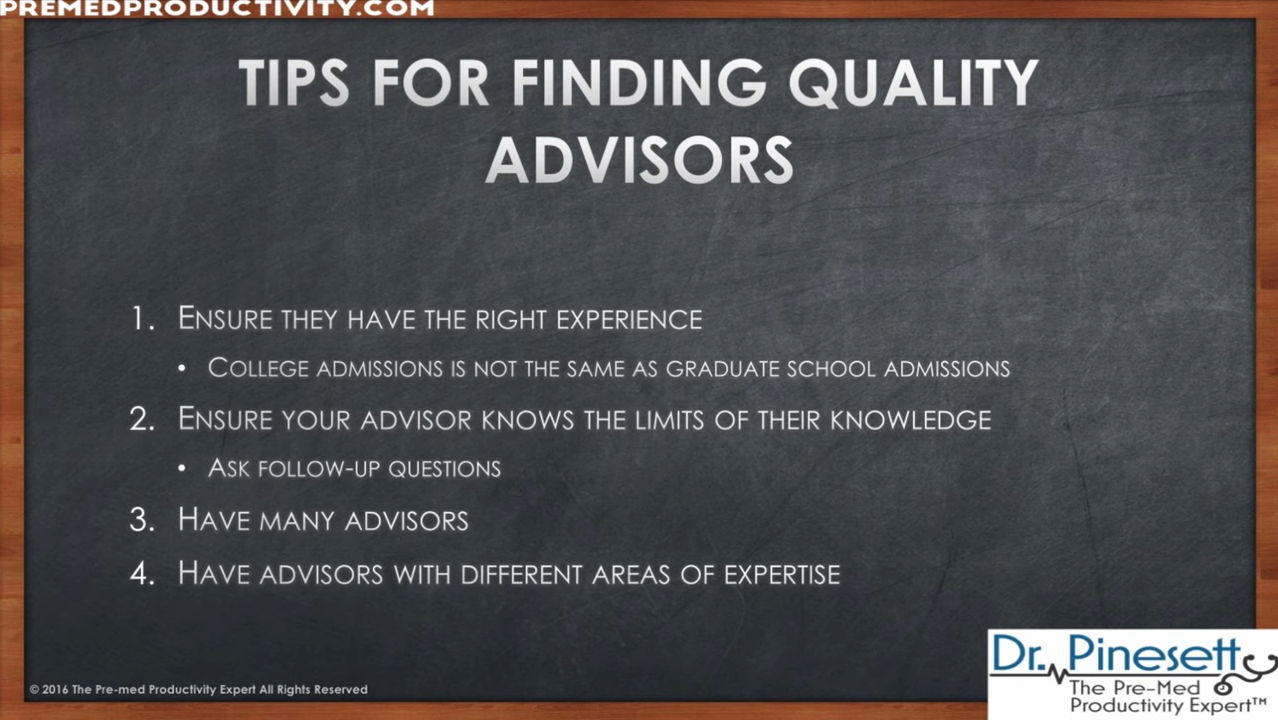 PREMEDPRODUCTIVITY.COM
TIPS FOR FINDING QUALITY
ADVISORS
1. ENSURE THEY HAVE THE RIGHT EXPERIENCE
• COLLEGE ADMISSIONS IS NOT THE SAME AS GRADUATE SCHOOL ADMISSIONS
2. ENSURE YOUR ADVISOR KNOWS THE LIMITS OF THEIR KNOWLEDGE
• ASK FOLLOW-UP QUESTIONS
3. HAVE MANY ADVISORS
4. HAVE ADVISORS WITH DIFFERENT AREAS OF EXPERTISE
© 2016 The Pre-med Productivity Expert All Rights Reserved
Dr. Pinesett
The Pre-Med
Productivity Expert™